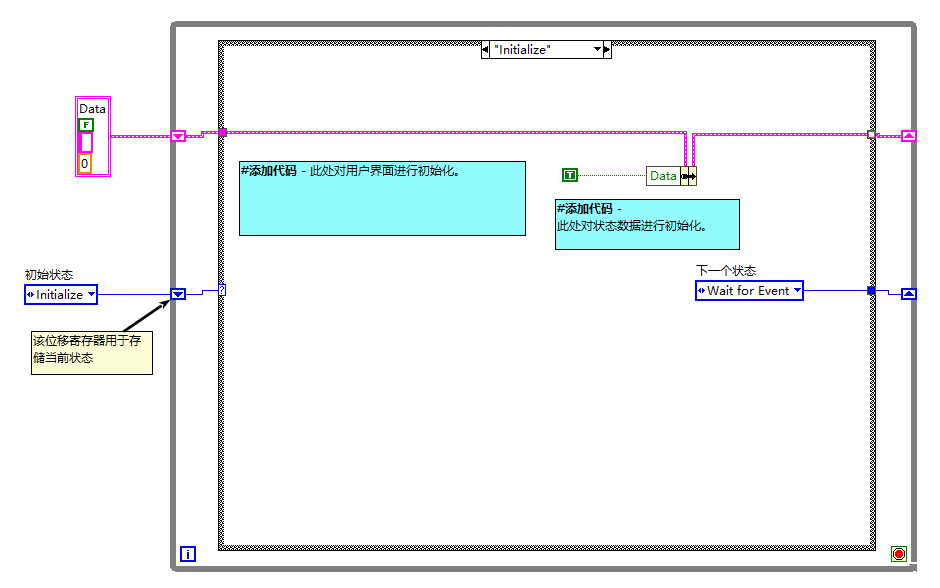 "Initialize"
Data
F
0
#添加代码 - 此处对用户界面进行初始化。
T
Data
#添加代码 -
此处对状态数据进行初始化。
初始状态
Initialize
?
下一个状态
Wait for Event
该位移寄存器用于存
储当前状态
i